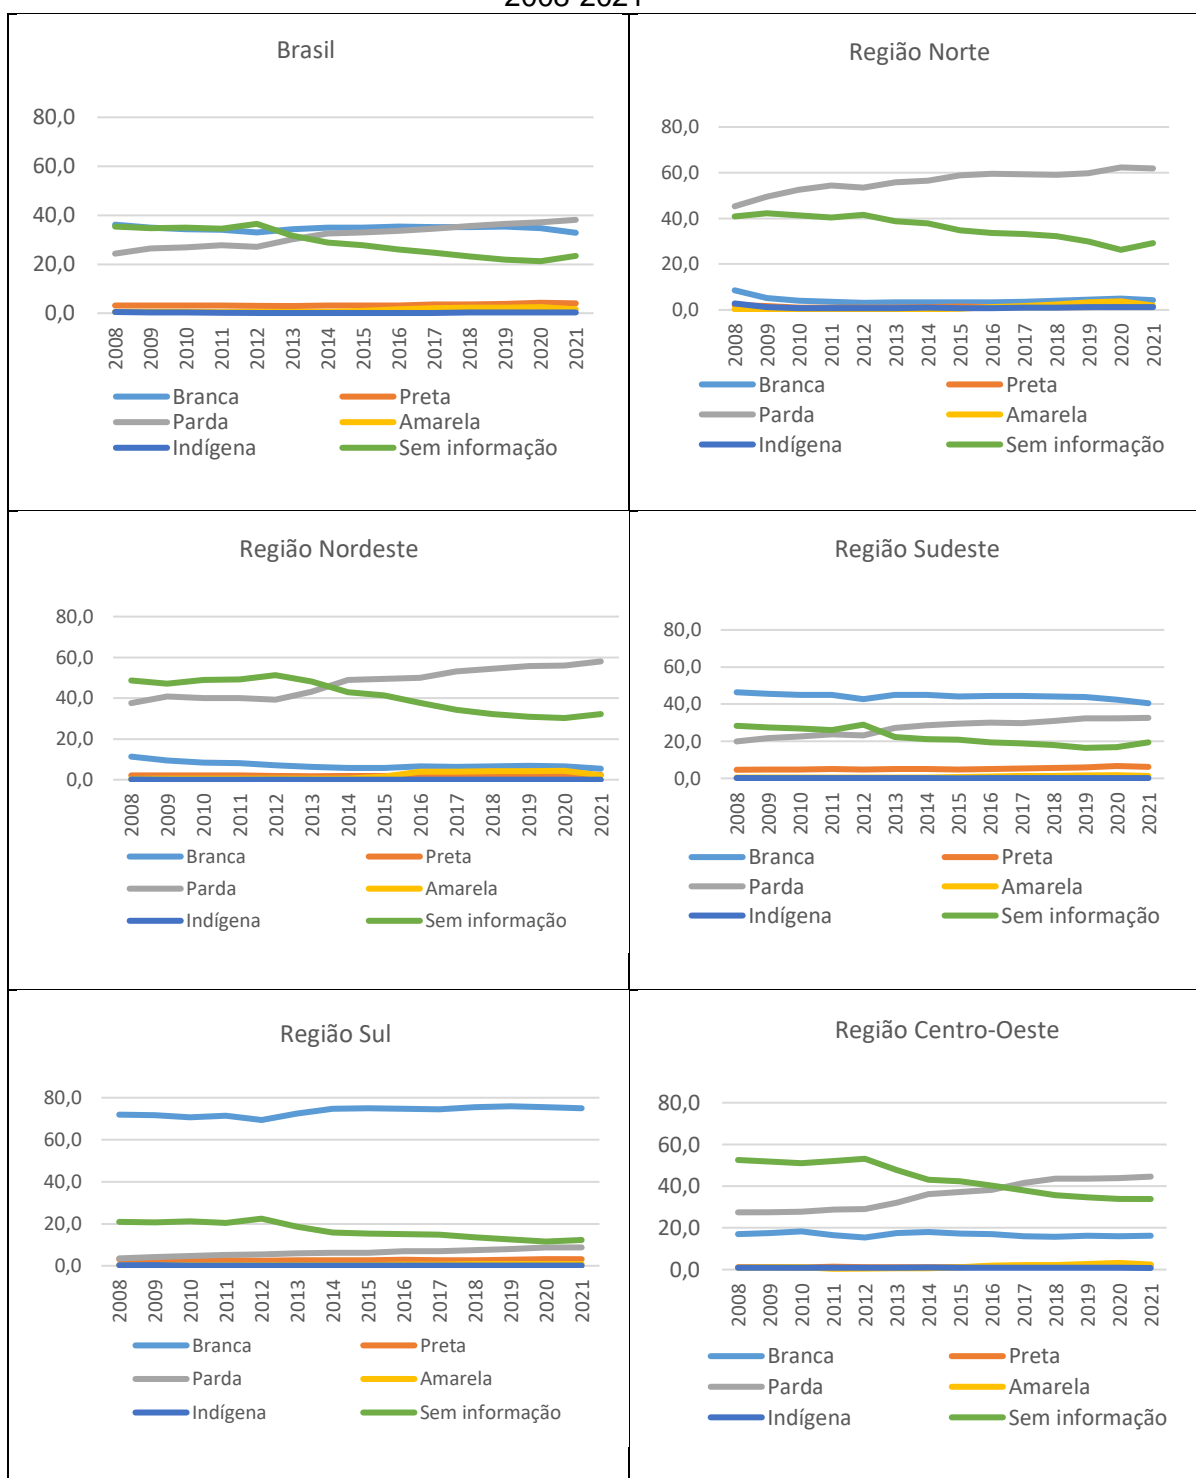 2008-2021
Brasil
80,0
60,0
40,0
20,0
0,0
2008 2009 2010 2011 2012 2013 2014 2015 2016 2017 2018 2019 2020 2021
Branca Preta
Parda Amarela
Indígena Sem informação
Região Norte
80,0
60,0
40,0
20,0
0,0
2008 2009 2010 2011 2012 2013 2014 2015 2016 2017 2018 2019 2020 2021
Branca Preta
Parda Amarela
Indígena Sem informação
Região Nordeste
80,0
60,0
40,0
20,0
0,0
2008 2009 2010 2011 2012 2013 2014 2015 2016 2017 2018 2019 2020 2021
Branca Preta
Parda Amarela
Indígena Sem informação
Região Sudeste
80,0
60,0
40,0
20,0
0,0
2008 2009 2010 2011 2012 2013 2014 2015 2016 2017 2018 2019 2020 2021
Branca Preta
Parda Amarela
Indígena Sem informação
Região Sul
80,0
60,0
40,0
20,0
0,0
2008 2009 2010 2011 2012 2013 2014 2015 2016 2017 2018 2019 2020 2021
Branca Preta
Parda Amarela
Indígena Sem informação
Região Centro-Oeste
80,0
60,0
40,0
20,0
0,0
2008 2009 2010 2011 2012 2013 2014 2015 2016 2017 2018 2019 2020 2021
Branca Preta
Parda Amarela
Indígena Sem informação